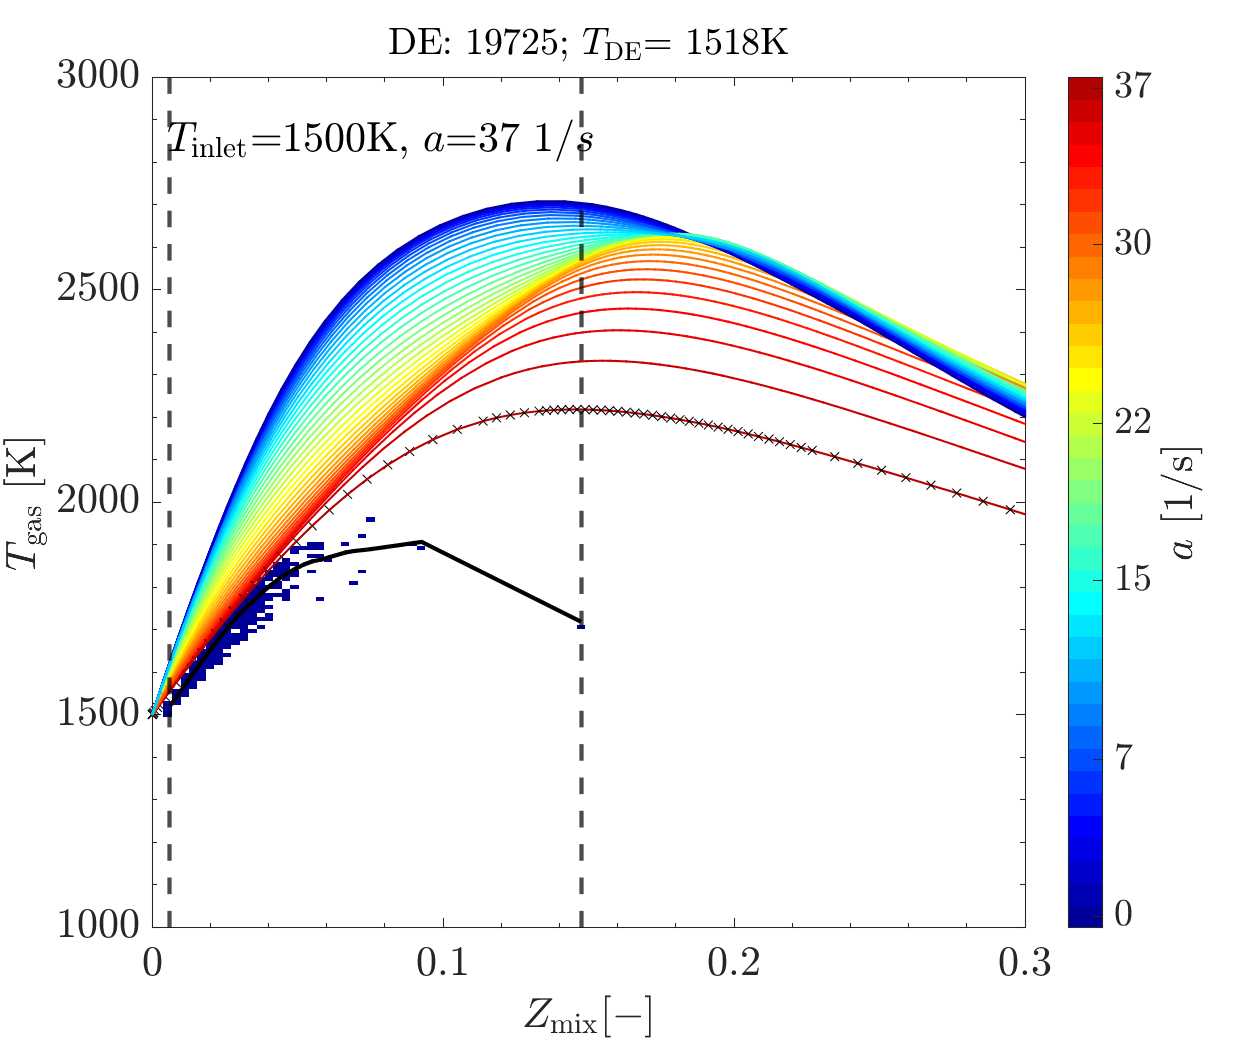 DE: 19725; T_DE= 1518K
T_inlet=1500K, a=37 1/s
3000
2500
2000
1500
1000
T_gas [K]
0 0.1 0.2 0.3
Z_mix[−]
37
30
22
15
7
0
a [1/s]